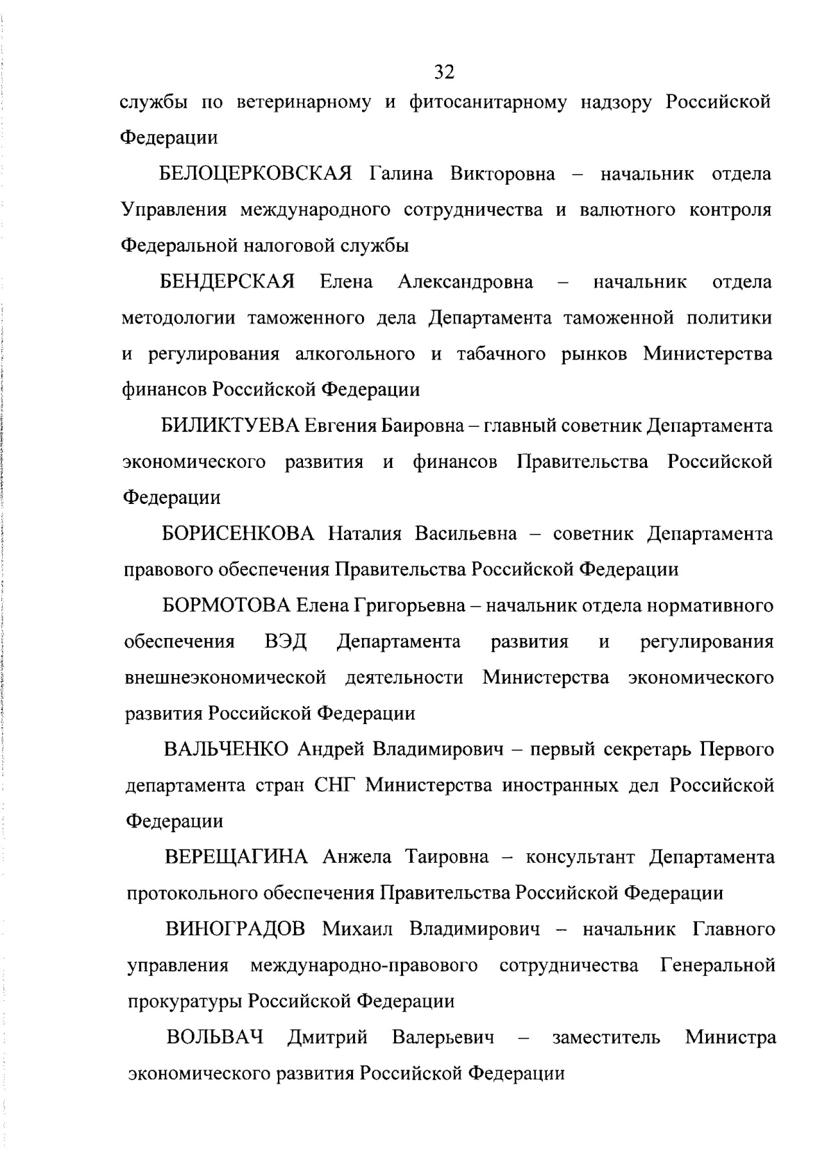 32
службы по ветеринарному и фитосанитарному надзору Российской
Федерации
БЕЛОЦЕРКОВСКАЯ Галина Викторовна – начальник отдела
Управления международного сотрудничества и валютного контроля
Федеральной налоговой службы
БЕНДЕРСКАЯ Елена Александровна – начальник отдела
методологии таможенного дела Департамента таможенной политики
и регулирования алкогольного и табачного рынков Министерства
финансов Российской Федерации
БИЛИКТУЕВА Евгения Баировна – главный советник Департамента
экономического развития и финансов Правительства Российской
Федерации
БОРИСЕНКОВА Наталия Васильевна – советник Департамента
правового обеспечения Правительства Российской Федерации
БОРМОТОВА Елена Григорьевна – начальник отдела нормативного
обеспечения ВЭД Департамента развития и регулирования
внешнеэкономической деятельности Министерства экономического
развития Российской Федерации
ВАЛЬЧЕНКО Андрей Владимирович – первый секретарь Первого
департамента стран СНГ Министерства иностранных дел Российской
Федерации
ВЕРЕЩАГИНА Анжела Таировна – консультант Департамента
протокольного обеспечения Правительства Российской Федерации
ВИНОГРАДОВ Михаил Владимирович – начальник Главного
управления международно-правового сотрудничества Генеральной
прокуратуры Российской Федерации
ВОЛЬВАЧ Дмитрий Валерьевич – заместитель Министра
экономического развития Российской Федерации